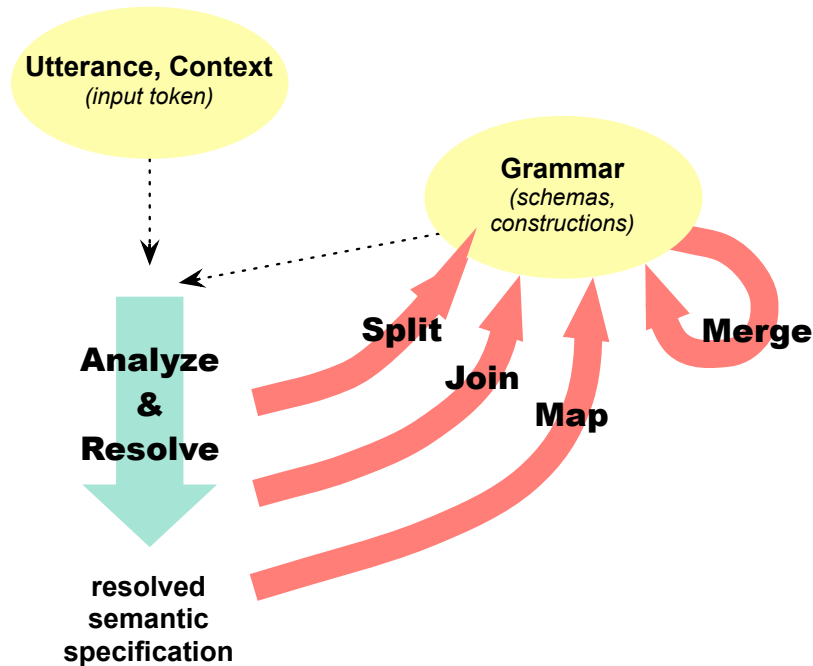 Utterance, Context
(input token)
Grammar
(schemas,
constructions)
Split
Merge
Analyze
&
Resolve
Join
Map
resolved
semantic
specification